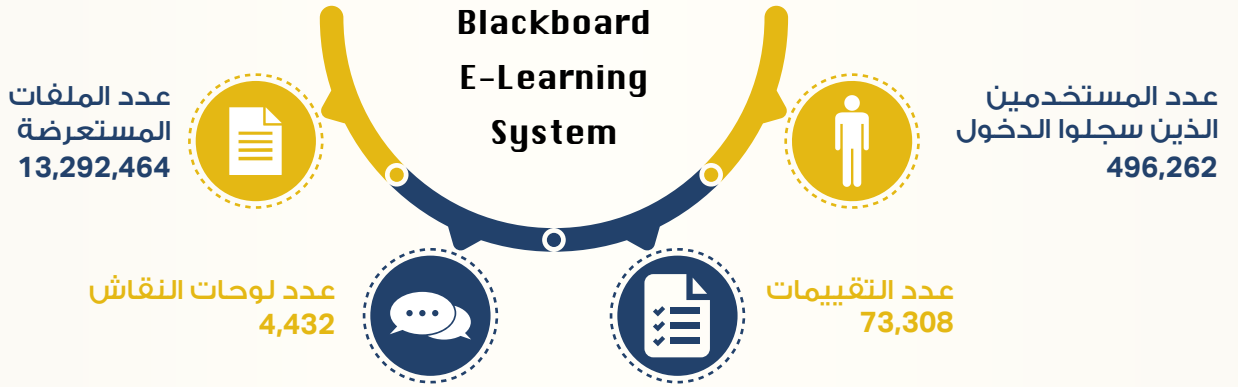 Blackboard
E-Learning
System
عدد المستخدمين
الذين سجلوا الدخول
496,262
عدد الملفات
المستعرضة
13,292,464
عدد التقييمات
73,308
عدد لوحات النقاش
4,432